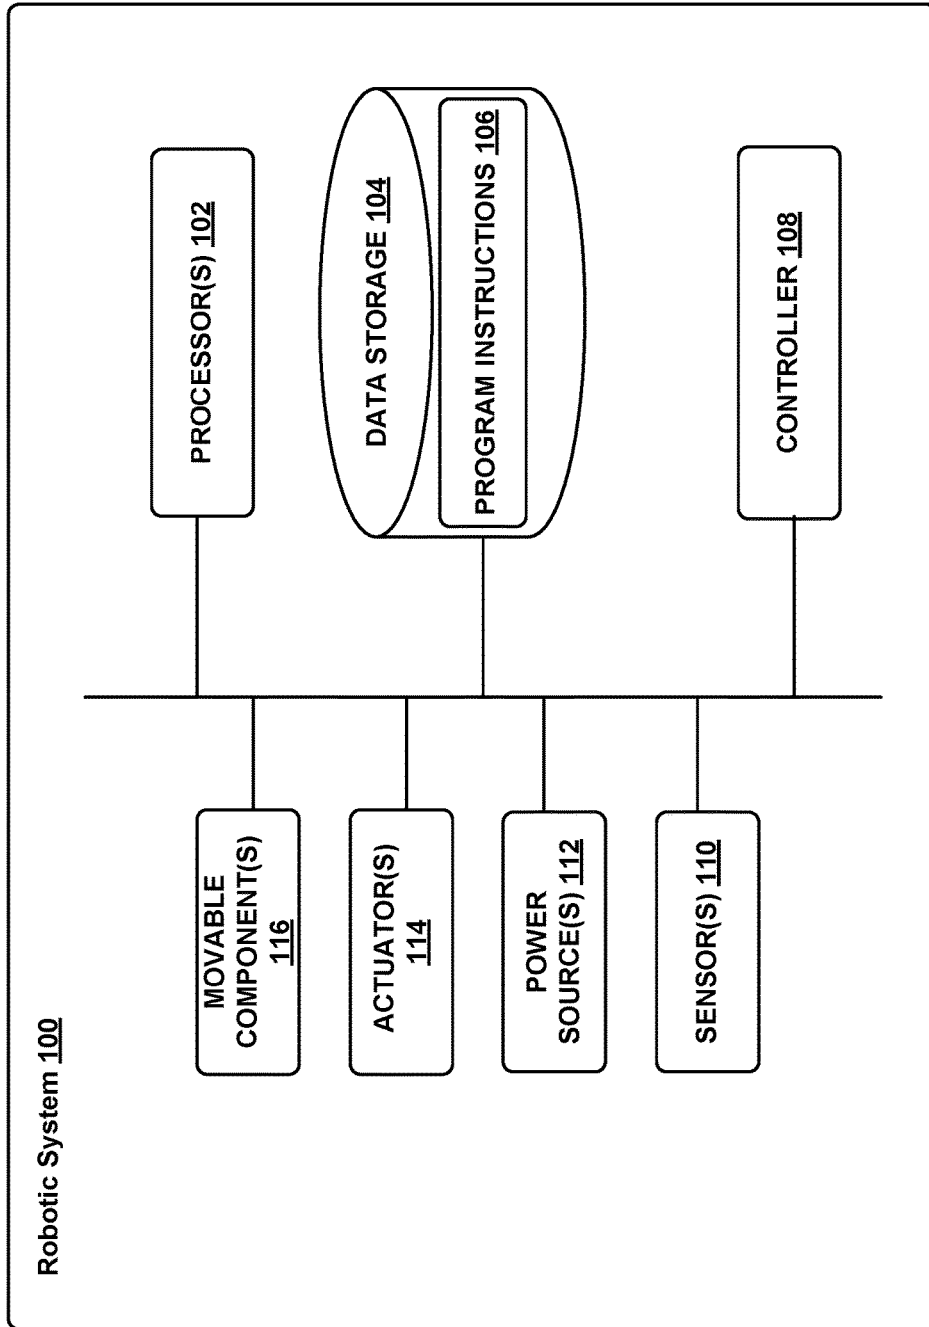 Robotic System 100
MOVABLE
COMPONENT(S)
116
ACTUATOR(S)
114
POWER
SOURCE(S) 112
SENSOR(S) 110
PROCESSOR(S) 102
DATA STORAGE 104
PROGRAM INSTRUCTIONS 106
CONTROLLER 108